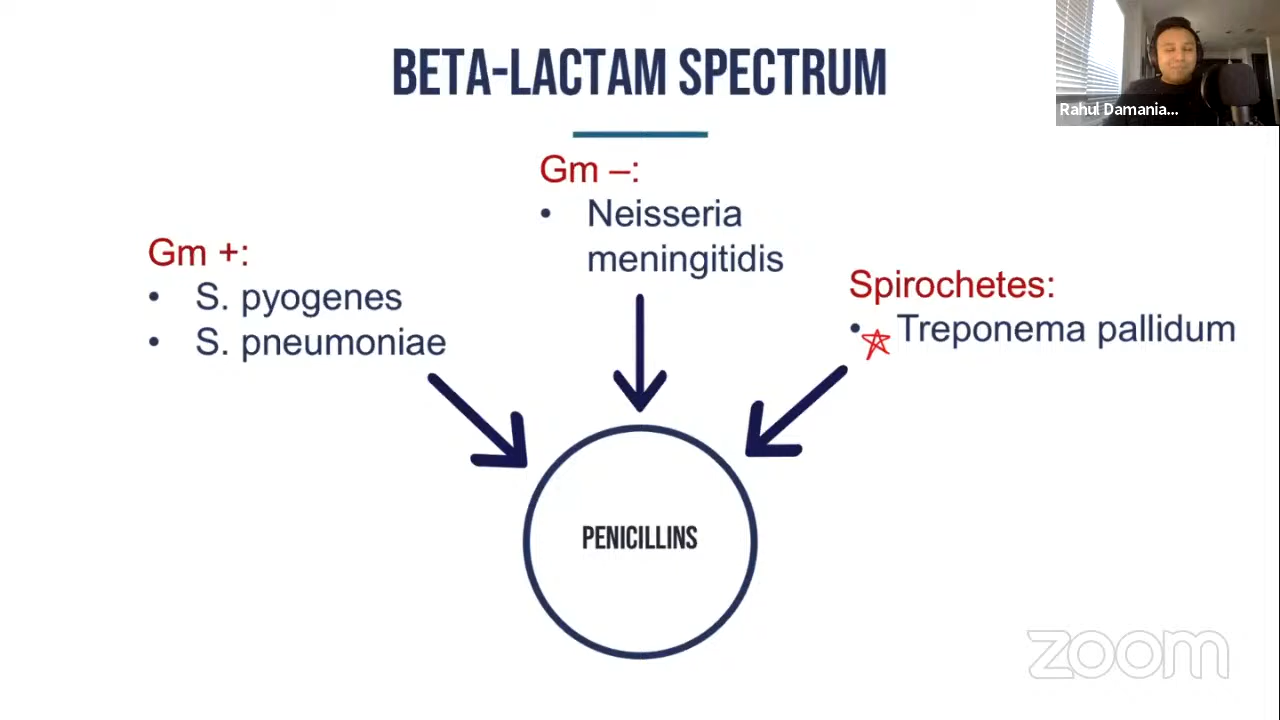 BETA-LACTAM SPECTRUM
Rahul Damania...
Gm –:
• Neisseria
meningitidis
Gm +:
• S. pyogenes
• S. pneumoniae
Spirochetes:
• Treponema pallidum
PENICILLINS
zoom